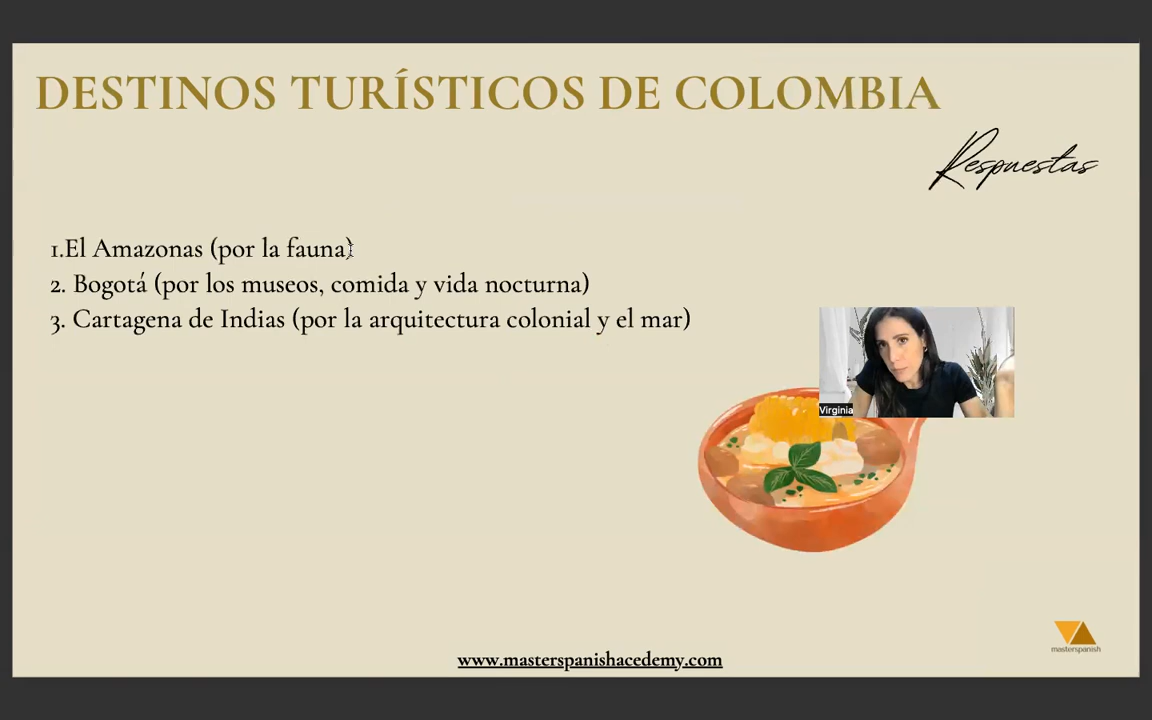 DESTINOS TURÍSTICOS DE COLOMBIA
Respuestas
1.El Amazonas (por la fauna)
2. Bogotá (por los museos, comida y vida nocturna)
3. Cartagena de Indias (por la arquitectura colonial y el mar)
Virginia
masterspanish
www.masterspanishacedemy.com